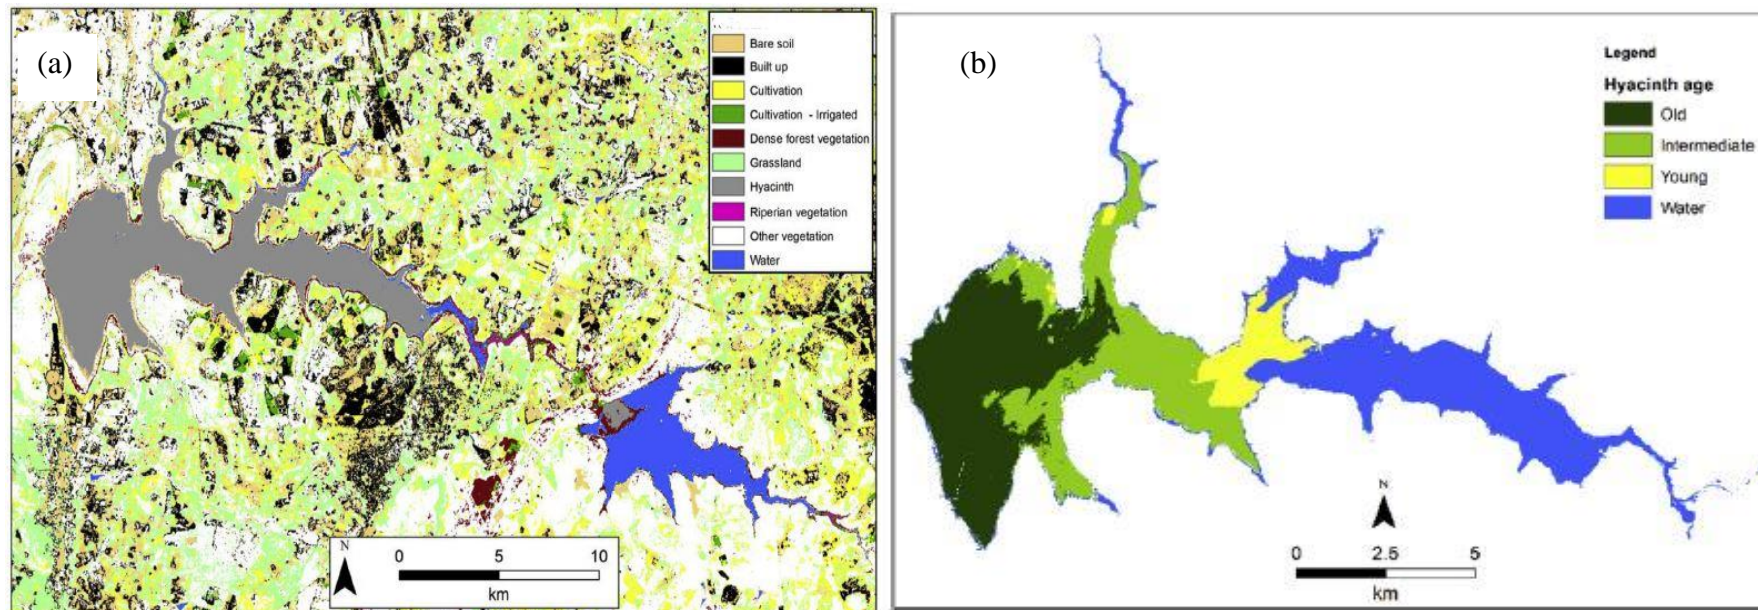 (a)
Bare soil
Built up
Cultivation
Cultivation - Irrigated
Dense forest vegetation
Grassland
Hyacinth
Riperian vegetation
Other vegetation
Water
N
0 5 10
km
(b)
Legend
Hyacinth age
Old
Intermediate
Young
Water
N
0 2.5 5
km